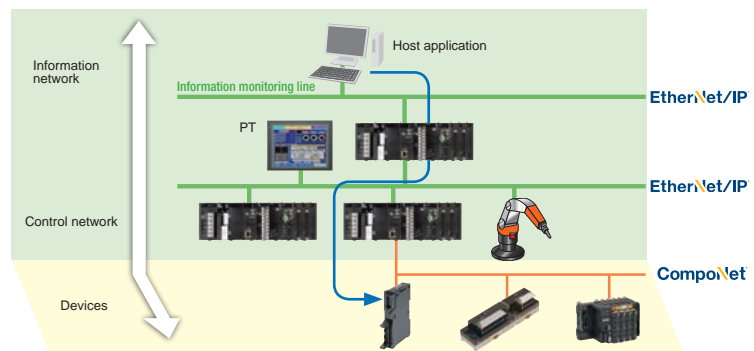 Host application
Information
network
Information monitoring line
EtherNet/IP
PT
EtherNet/IP
Control network
CompoNet
Devices